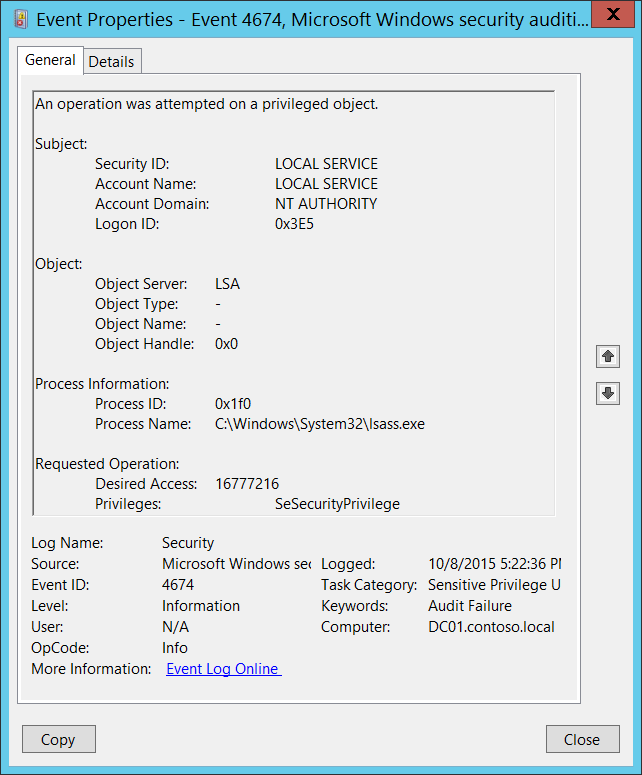 Event Properties - Event 4674, Microsoft Windows security auditi...
X
General
Details
An operation was attempted on a privileged object.
Subject:
Security ID: LOCAL SERVICE
Account Name: LOCAL SERVICE
Account Domain: NT AUTHORITY
Logon ID: 0x3E5
Object:
Object Server: LSA
Object Type: -
Object Name: -
Object Handle: 0x0
Process Information:
Process ID: 0x1f0
Process Name: C:\Windows\System32\lsass.exe
Requested Operation:
Desired Access: 16777216
Privileges: SeSecurityPrivilege
Log Name: Security
Source: Microsoft Windows sec Logged: 10/8/2015 5:22:36 PM
Event ID: 4674 Task Category: Sensitive Privilege U
Level: Information Keywords: Audit Failure
User: N/A Computer: DC01.contoso.local
OpCode: Info
More Information: Event Log Online
Copy
Close